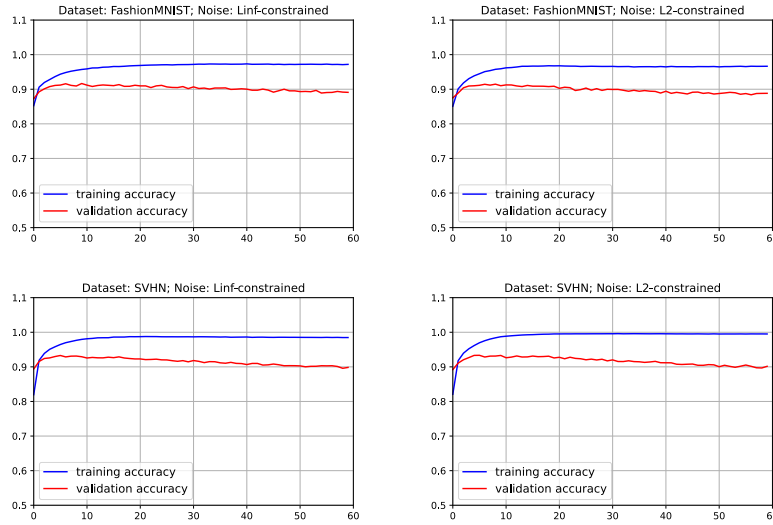 Dataset: FashionMNIST; Noise: Linf-constrained
1.1
1.0
0.9
0.8
0.7
0.6
0.5
training accuracy
validation accuracy
0 10 20 30 40 50 60
Dataset: FashionMNIST; Noise: L2-constrained
1.1
1.0
0.9
0.8
0.7
0.6
0.5
training accuracy
validation accuracy
0 10 20 30 40 50 6
Dataset: SVHN; Noise: Linf-constrained
1.1
1.0
0.9
0.8
0.7
0.6
0.5
training accuracy
validation accuracy
0 10 20 30 40 50 60
Dataset: SVHN; Noise: L2-constrained
1.1
1.0
0.9
0.8
0.7
0.6
0.5
training accuracy
validation accuracy
0 10 20 30 40 50 6